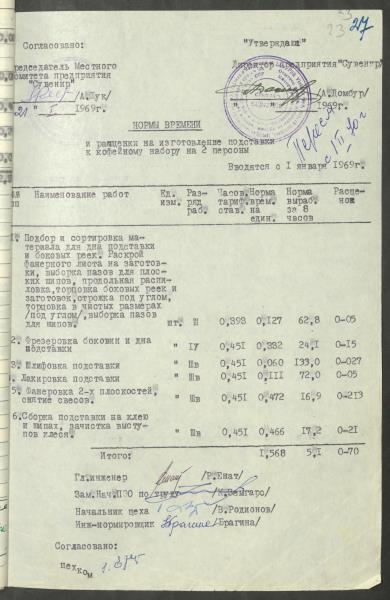 27
Согласовано:
"Утверждаю"
Председатель Местного
комитета предприятия
"Сувенир"
Директор предприятия "Сувенир"
/А.Цук/
/А.Домбур/
21 " I 1969г.
" " 1969г.
НОРМЫ ВРЕМЕНИ
и расценки на изготовление подставки
к кофейному набору на 2 персоны
Вводятся с I января 1969г.
№ пп Наименование работ Ед. изм. Раз-ряд раб. Часов. тариф. став. Норма врем. на един. Норма выраб. за 8 часов Расце-нок
1. Подбор и сортировка ма-
териала для дна подставки
и боковых реек. Раскрой
фанерного листа на заготов-
ки, выборка пазов для плос-
ких шипов, продольная распи-
ловка, торцовка боковых реек и
заготовок, строжка под углом,
торцовка в чистых размерах
/под углом/, выборка пазов
для шипов. шт. Ш 0,393 0,127 62,8 0-05
2. Фрезеровка боковин и дна
подставки " IУ 0,451 0,332 24,1 0-15
3. Шлифовка подставки " Шв 0,451 0,060 133,0 0-027
4. Лакировка подставки " Шв 0,451 0,III 72,0 0-05
5. Фанеровка 2-х плоскостей,
снятие свесов. " Шв 0,451 0,472 16,9 0-213
6. Сборка подставки на клею
и шипах, зачистка высту-
пов клея. " Шв 0,451 0,466 17,2 0-21
Итого: 1,568 5,1 0-70
Гл.инженер /Р.Енат/
Зам.Нач.ПРО по труду
Начальник цеха /В.Родионов/
Инж-нормировщик /Брагина/
Согласовано:
цехком